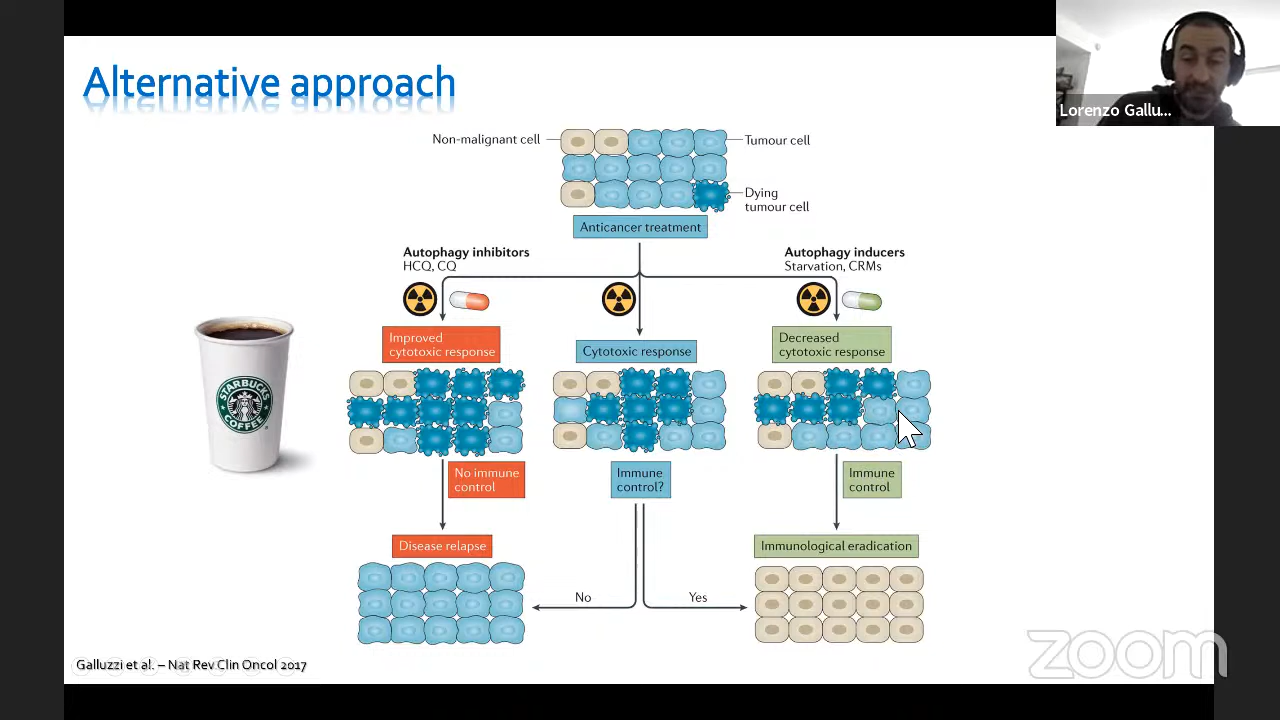 Alternative approach
Lorenzo Gallu...
Non-malignant cell
Tumour cell
Dying
tumour cell
Anticancer treatment
Autophagy inhibitors
HCQ, CQ
Autophagy inducers
Starvation, CRMs
Improved
cytotoxic response
Cytotoxic response
Decreased
cytotoxic response
STARBUCKS
COFFEE
No immune
control
Immune
control?
Immune
control
Disease relapse
Immunological eradication
No
Yes
Galluzzi et al. – Nat Rev Clin Oncol 2017
zoom